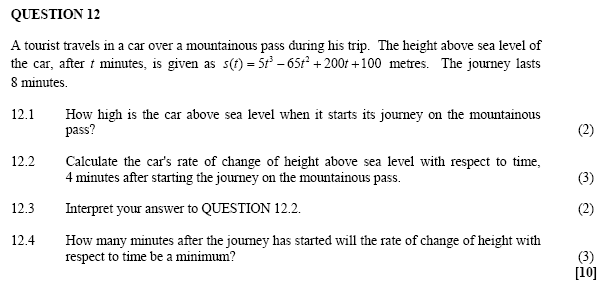 QUESTION 12
A tourist travels in a car over a mountainous pass during his trip. The height above sea level of
the car, after t minutes, is given as s(t) = 5t³ – 65t² + 200t + 100 metres. The journey lasts
8 minutes.
12.1 How high is the car above sea level when it starts its journey on the mountainous
pass? (2)
12.2 Calculate the car's rate of change of height above sea level with respect to time,
4 minutes after starting the journey on the mountainous pass. (3)
12.3 Interpret your answer to QUESTION 12.2. (2)
12.4 How many minutes after the journey has started will the rate of change of height with
respect to time be a minimum? (3)
[10]